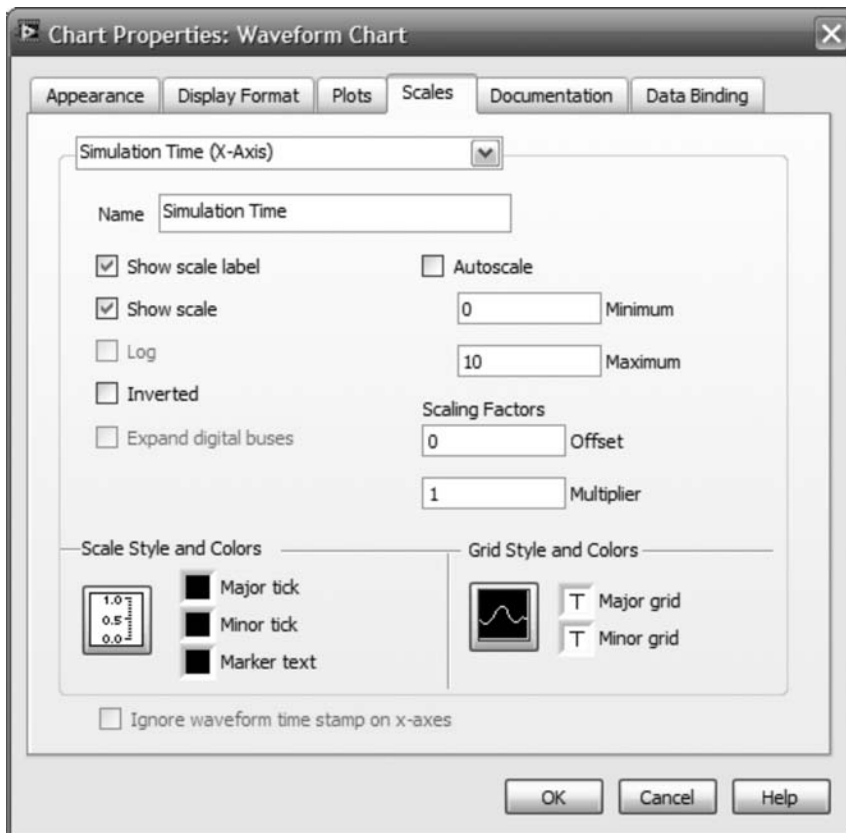 Chart Properties: Waveform Chart
Appearance Display Format Plots Scales Documentation Data Binding
Simulation Time (X-Axis)
Name Simulation Time
Show scale label Autoscale
Show scale 0 Minimum
Log 10 Maximum
Inverted
Scaling Factors
Expand digital buses 0 Offset
1 Multiplier
Scale Style and Colors Grid Style and Colors
1.0
0.5
0.0
Major tick
Minor tick
Marker text
T Major grid
T Minor grid
Ignore waveform time stamp on x-axes
OK Cancel Help